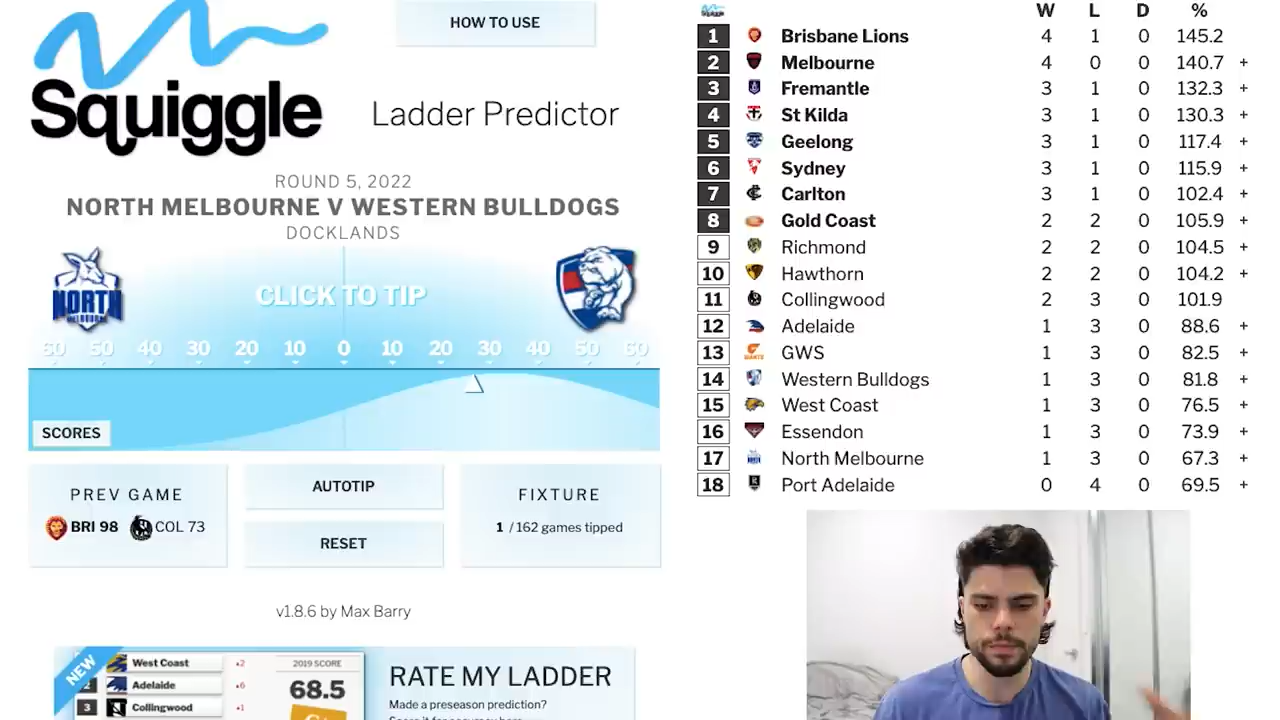 HOW TO USE
Squiggle
Ladder Predictor
ROUND 5, 2022
NORTH MELBOURNE V WESTERN BULLDOGS
DOCKLANDS
NORTH
MELBOURNE
CLICK TO TIP
60 50 40 30 20 10 0 10 20 30 40 50 60
SCORES
PREV GAME
BRI 98 COL 73
AUTOTIP
RESET
FIXTURE
1 / 162 games tipped
v1.8.6 by Max Barry
NEW
West Coast 2
2 Adelaide 6
3 Collingwood 1
2019 SCORE
68.5
RATE MY LADDER
Made a preseason prediction?
Squiggle W L D %
1 Brisbane Lions 4 1 0 145.2
2 Melbourne 4 0 0 140.7 +
3 Fremantle 3 1 0 132.3 +
4 St Kilda 3 1 0 130.3 +
5 Geelong 3 1 0 117.4 +
6 Sydney 3 1 0 115.9 +
7 Carlton 3 1 0 102.4 +
8 Gold Coast 2 2 0 105.9 +
9 Richmond 2 2 0 104.5 +
10 Hawthorn 2 2 0 104.2 +
11 Collingwood 2 3 0 101.9
12 Adelaide 1 3 0 88.6 +
13 GWS 1 3 0 82.5 +
14 Western Bulldogs 1 3 0 81.8 +
15 West Coast 1 3 0 76.5 +
16 Essendon 1 3 0 73.9 +
17 North Melbourne 1 3 0 67.3 +
18 Port Adelaide 0 4 0 69.5 +